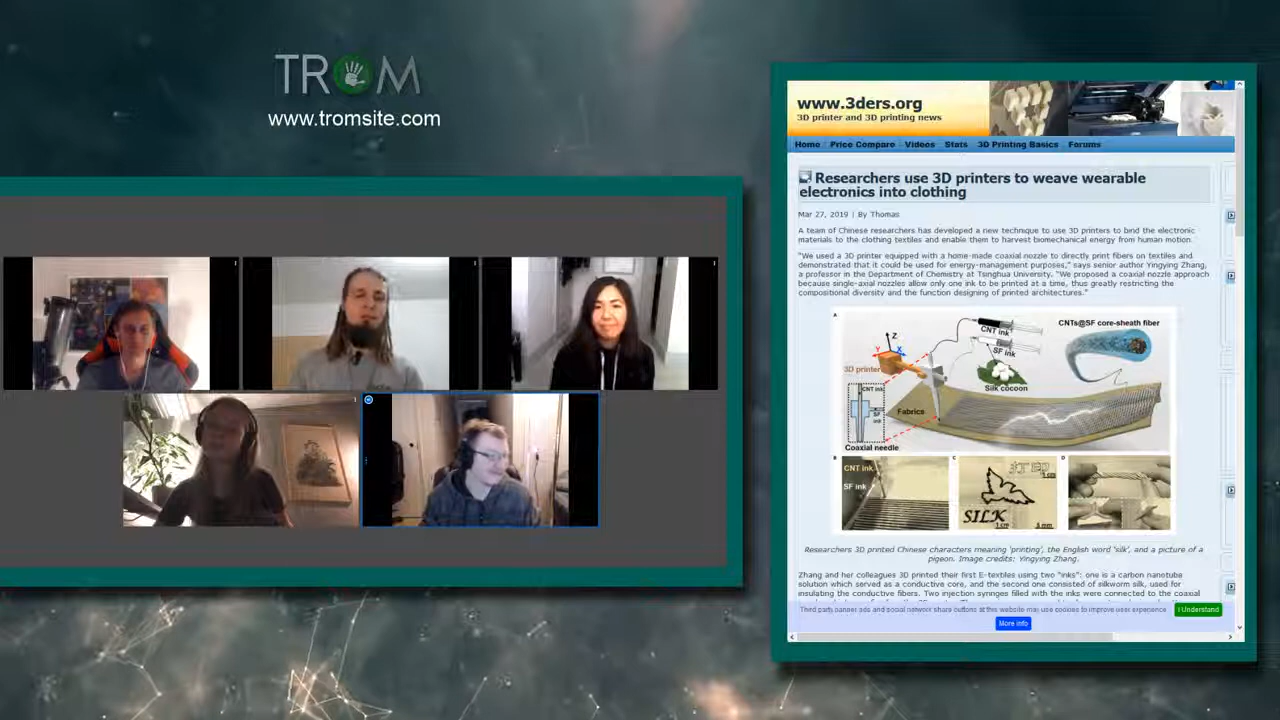 TROM
www.tromsite.com
www.3ders.org
3D printer and 3D printing news
Home Price Compare Videos Stats 3D Printing Basics Forums
Researchers use 3D printers to weave wearable
electronics into clothing
Mar 27, 2019 | By Thomas
A team of Chinese researchers has developed a new technique to use 3D printers to bind the electronic
materials to the clothing textiles and enable them to harvest biomechanical energy from human motion.
"We used a 3D printer equipped with a home-made coaxial nozzle to directly print fibers on textiles and
demonstrated that it could be used for energy-management purposes," says senior author Yingying Zhang,
a professor in the Department of Chemistry at Tsinghua University. "We proposed a coaxial nozzle approach
because single-axial nozzles allow only one ink to be printed at a time, thus greatly restricting the
compositional diversity and the function designing of printed architectures."
A
CNT ink
CNTs@SF core-sheath fiber
Z
Y
X
SF ink
3D printer
Silk cocoon
CNT ink
SF
ink
Fabrics
Coaxial needle
B
C
D
CNT ink
SF ink
1 cm
SILK
1 cm
5 mm
Researchers 3D printed Chinese characters meaning 'printing', the English word 'silk', and a picture of a
pigeon. Image credits: Yingying Zhang.
Zhang and her colleagues 3D printed their first E-textiles using two "inks": one is a carbon nanotube
solution which served as a conductive core, and the second one consisted of silkworm silk, used for
insulating the conductive fibers. Two injection syringes filled with the inks were connected to the coaxial
Third party banner ads and social network share buttons at this website may use cookies to improve user experience
I Understand
More info